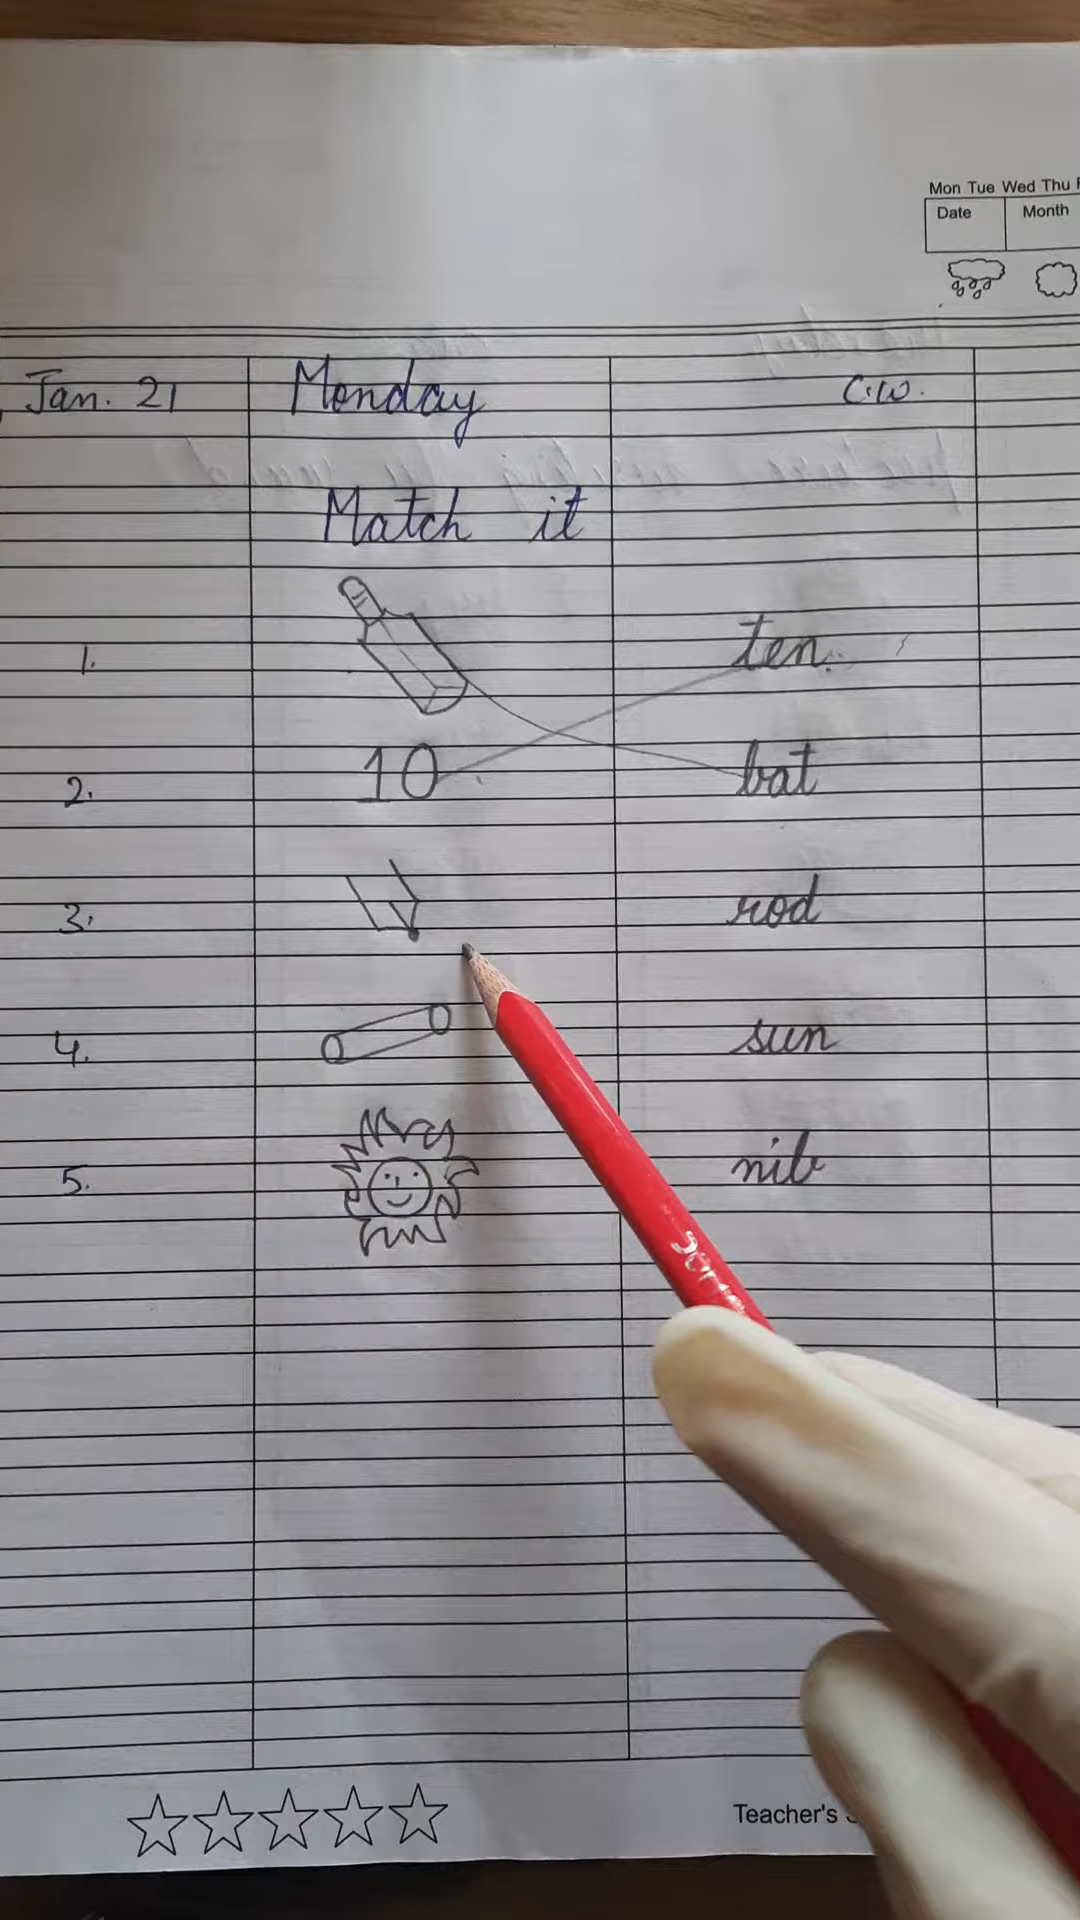 Mon Tue Wed Thu
Date Month
Jan. 21 Monday C.W.
Match it
1. ten
2. 10 bat
3. rod
4. sun
5. nib
Teacher's